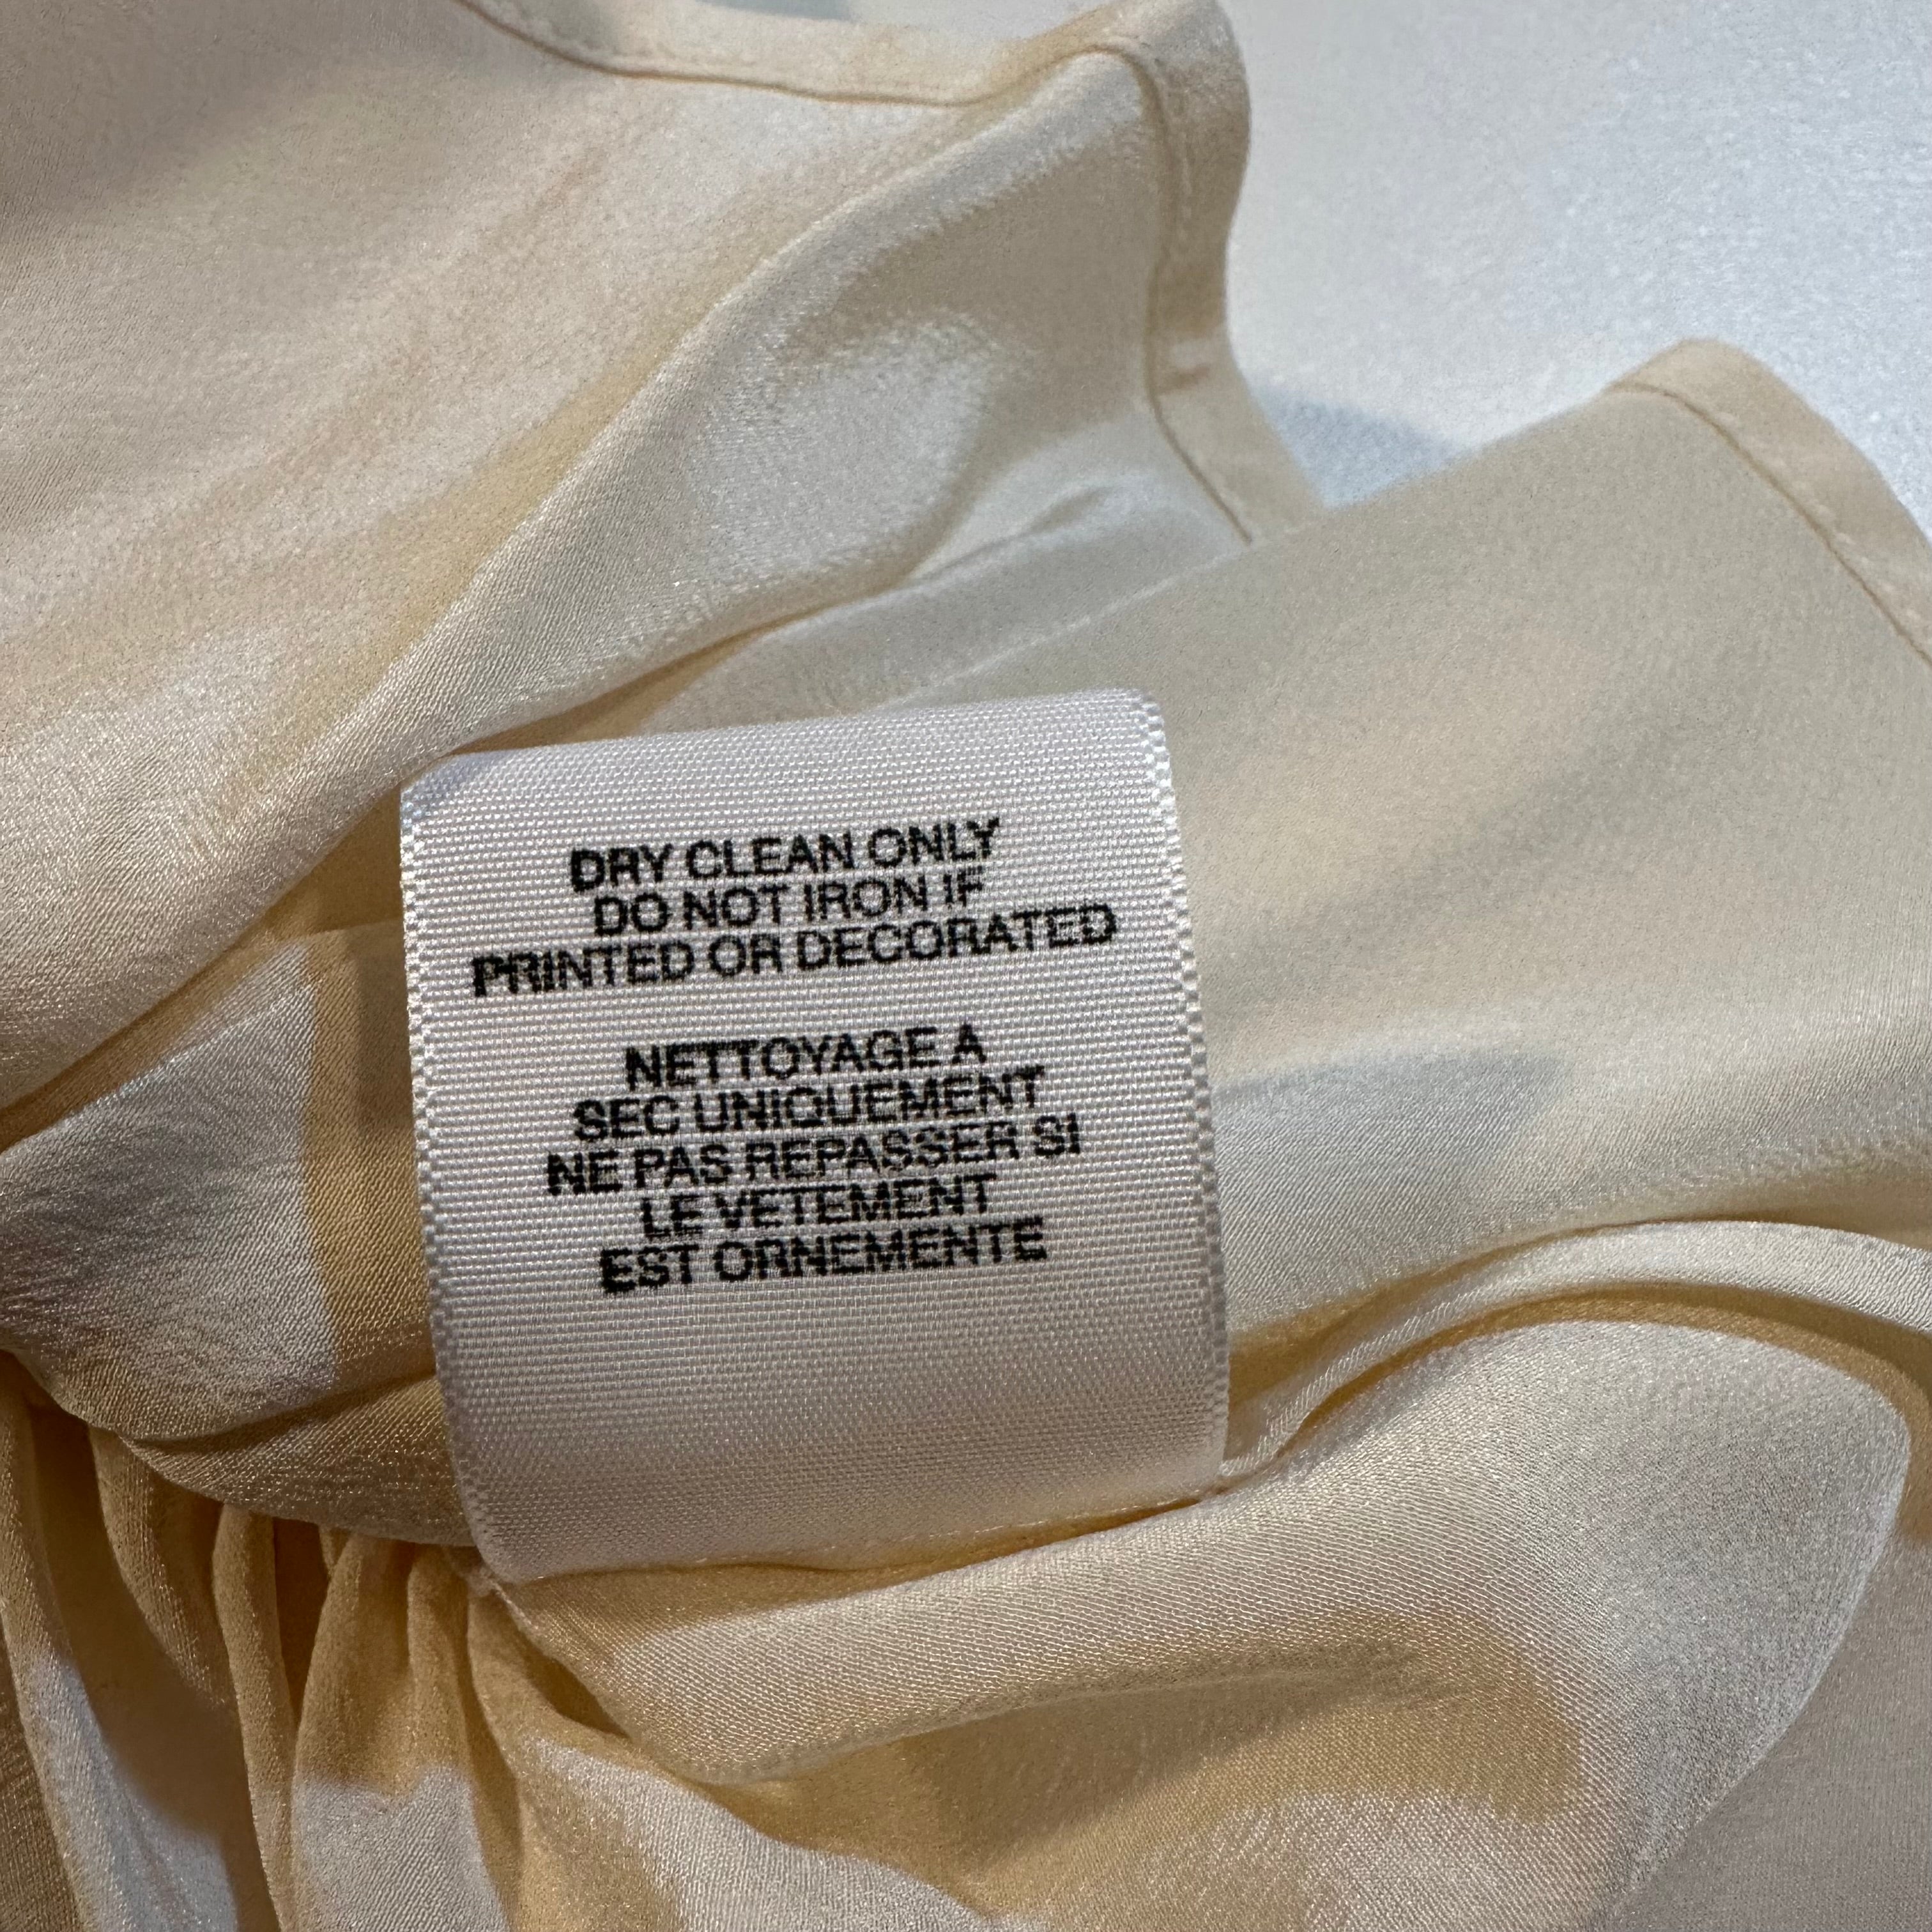 DRY CLEAN ONLY
DO NOT IRON IF
PRINTED OR DECORATED
NETTOYAGE A
SEC UNIQUEMENT
NE PAS REPASSER SI
LE VETEMENT
EST ORNEMENTE